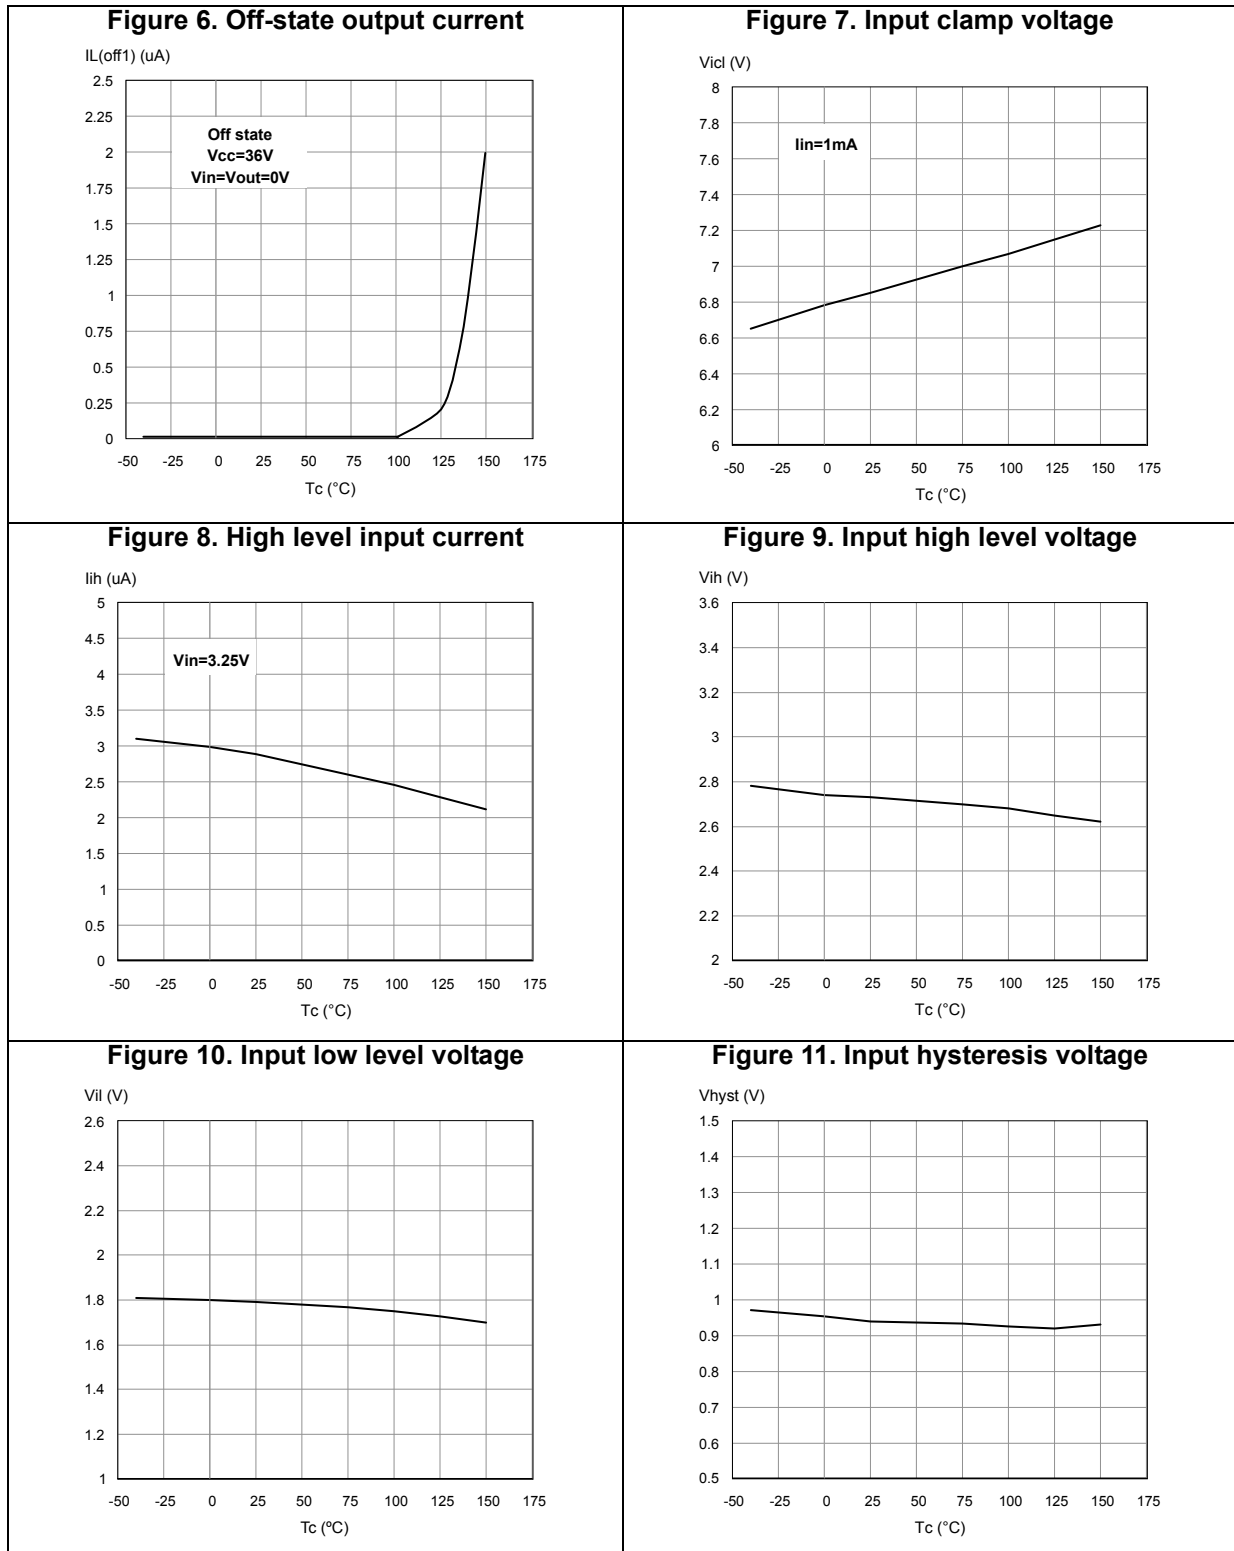 Figure 6. Off-state output current
IL(off1) (uA)
2.5
2.25
2
1.75
1.5
1.25
1
0.75
0.5
0.25
0
Off state
Vcc=36V
Vin=Vout=0V
-50 -25 0 25 50 75 100 125 150 175
Tc (°C)
Figure 7. Input clamp voltage
Vicl (V)
8
7.8
7.6
7.4
7.2
7
6.8
6.6
6.4
6.2
6
Iin=1mA
-50 -25 0 25 50 75 100 125 150 175
Tc (°C)
Figure 8. High level input current
Iih (uA)
5
4.5
4
3.5
3
2.5
2
1.5
1
0.5
0
Vin=3.25V
-50 -25 0 25 50 75 100 125 150 175
Tc (°C)
Figure 9. Input high level voltage
Vih (V)
3.6
3.4
3.2
3
2.8
2.6
2.4
2.2
2
-50 -25 0 25 50 75 100 125 150 175
Tc (°C)
Figure 10. Input low level voltage
Vil (V)
2.6
2.4
2.2
2
1.8
1.6
1.4
1.2
1
-50 -25 0 25 50 75 100 125 150 175
Tc (ºC)
Figure 11. Input hysteresis voltage
Vhyst (V)
1.5
1.4
1.3
1.2
1.1
1
0.9
0.8
0.7
0.6
0.5
-50 -25 0 25 50 75 100 125 150 175
Tc (°C)